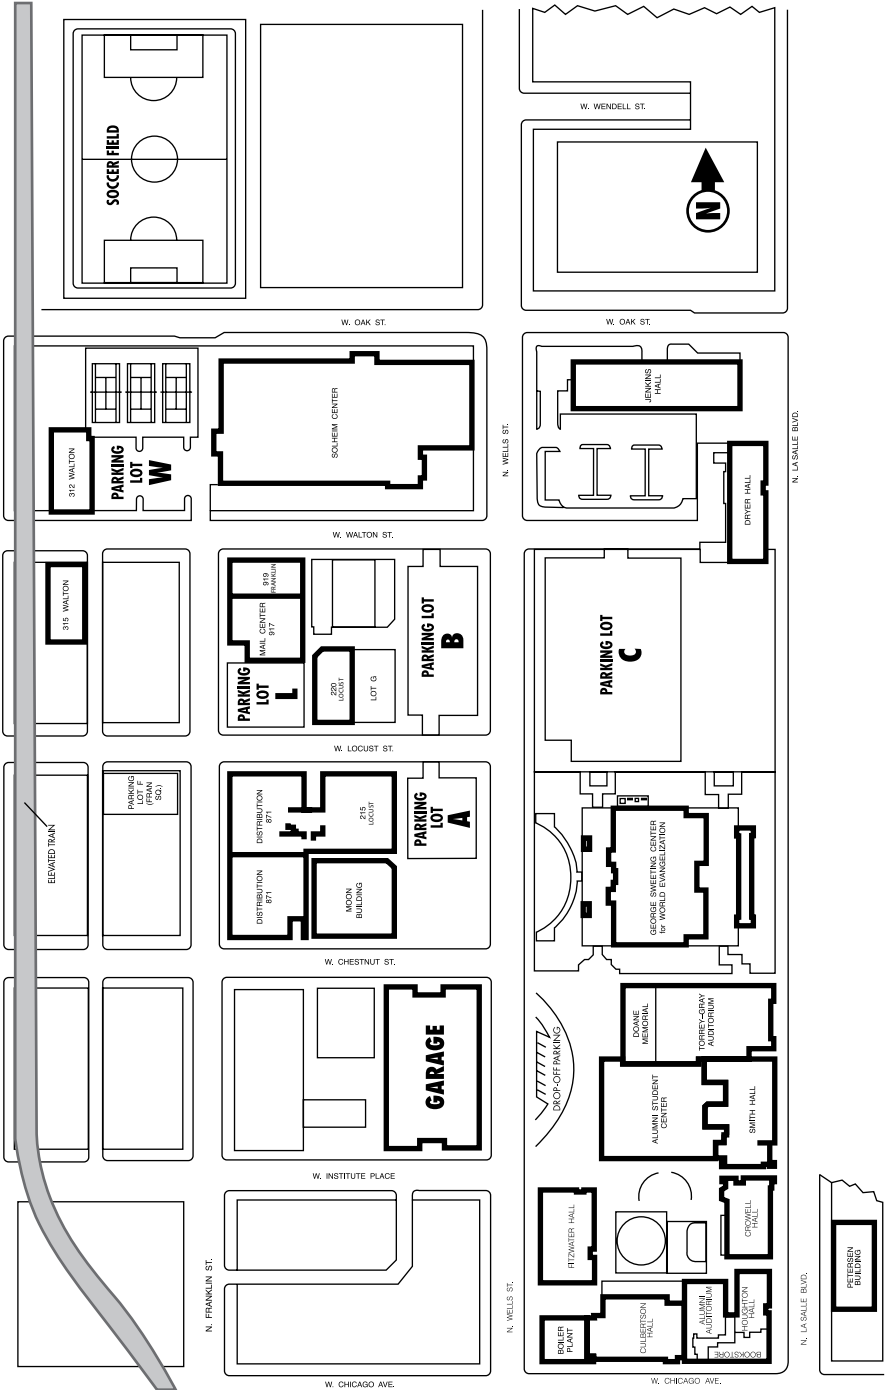 W. WENDELL ST.
SOCCER FIELD
N
W. OAK ST.
W. OAK ST.
JENKINS
HALL
SOLHEIM CENTER
N. WELLS ST.
N. LA SALLE BLVD.
312 WALTON
PARKING
LOT
W
DRYER HALL
W. WALTON ST.
315 WALTON
919
FRANKLIN
MAIL CENTER
917
PARKING
LOT
L
220
LOCUST
LOT G
PARKING LOT
B
PARKING LOT
C
W. LOCUST ST.
ELEVATED TRAIN
PARKING
LOT F
(FRAN
SQ.)
DISTRIBUTION
871
215
LOCUST
PARKING
LOT
A
DISTRIBUTION
871
MOON
BUILDING
GEORGE SWEETING CENTER
for WORLD EVANGELIZATION
W. CHESTNUT ST.
GARAGE
DROP-OFF PARKING
DOANE
MEMORIAL
TORREY-GRAY
AUDITORIUM
ALUMNI STUDENT
CENTER
SMITH HALL
W. INSTITUTE PLACE
FITZWATER HALL
CROWELL
HALL
PETERSEN
BUILDING
N. FRANKLIN ST.
N. WELLS ST.
N. LA SALLE BLVD.
BOILER
PLANT
CULBERTSON
HALL
ALUMNI
AUDITORIUM
HOUGHTON
HALL
BOOKSTORE
W. CHICAGO AVE.
W. CHICAGO AVE.